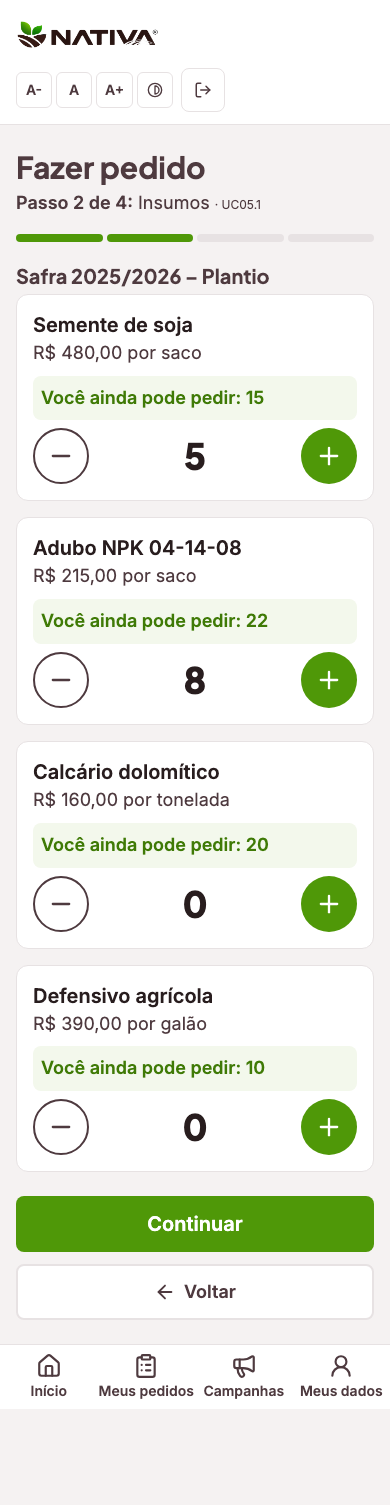 NATIVA®
A- A A+
Fazer pedido
Passo 2 de 4: Insumos · UC05.1
Safra 2025/2026 – Plantio
Semente de soja
R$ 480,00 por saco
Você ainda pode pedir: 15
5
Adubo NPK 04-14-08
R$ 215,00 por saco
Você ainda pode pedir: 22
8
Calcário dolomítico
R$ 160,00 por tonelada
Você ainda pode pedir: 20
0
Defensivo agrícola
R$ 390,00 por galão
Você ainda pode pedir: 10
0
Continuar
Voltar
Início Meus pedidos Campanhas Meus dados